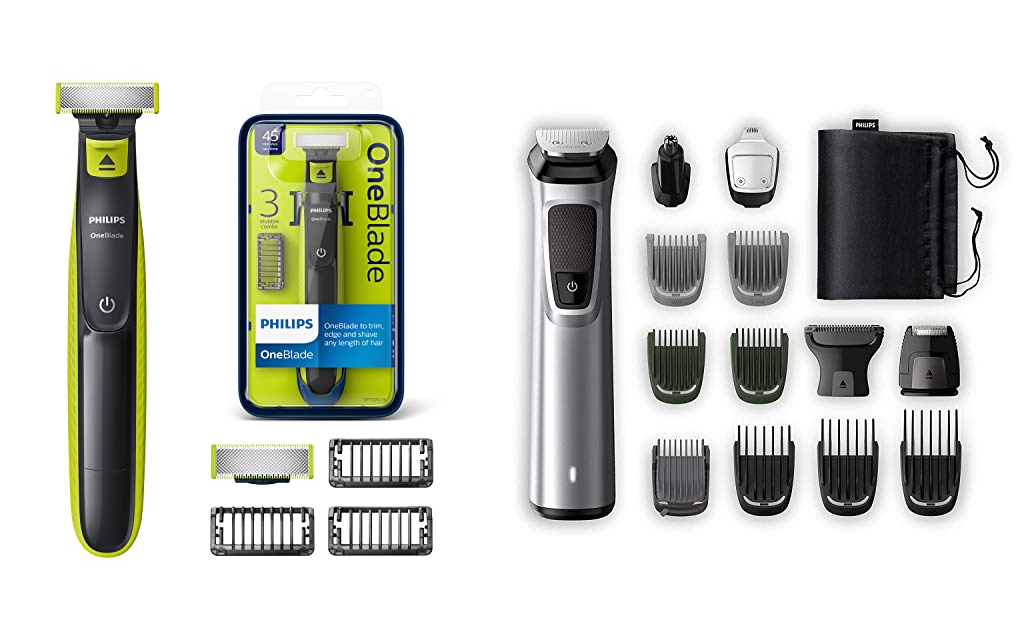 PHILIPS
OneBlade
45
3
stubble
combs
PHILIPS
OneBlade
PHILIPS
OneBlade
OneBlade to trim,
edge and shave
any length of hair
PHILIPS